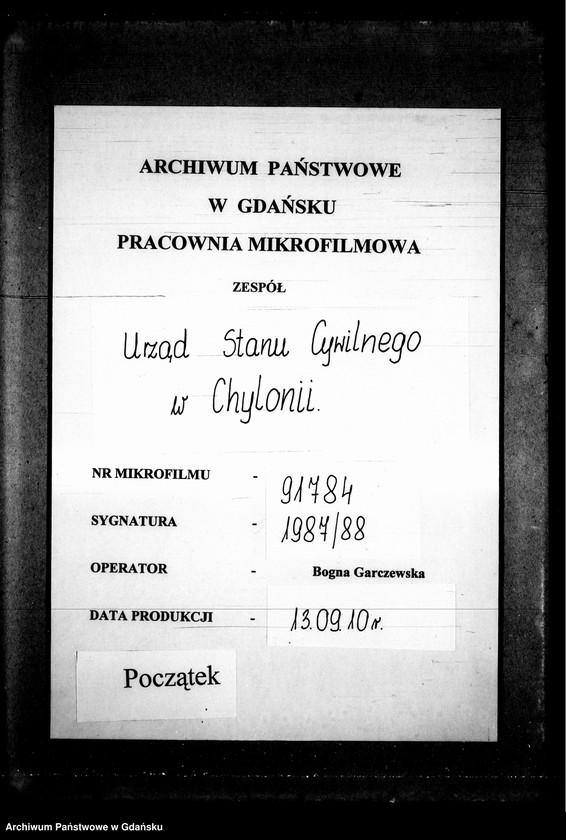 ARCHIWUM PAŃSTWOWE
W GDAŃSKU
PRACOWNIA MIKROFILMOWA
ZESPÓŁ
Urząd Stanu Cywilnego
w Chylonii.
NR MIKROFILMU - 91784
SYGNATURA - 1987/88
OPERATOR - Bogna Garczewska
DATA PRODUKCJI - 13.09.10 r.
Początek
Archiwum Państwowe w Gdańsku